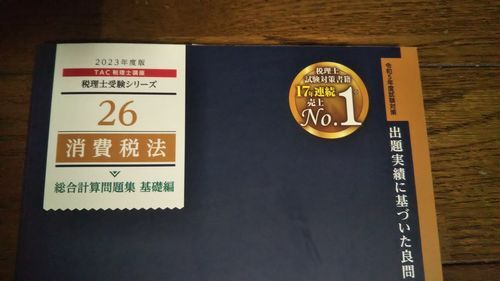 2023年度版
TAC税理士講座
税理士受験シリーズ
26
消費税法
総合計算問題集 基礎編
税理士
試験対策書籍
17年連続
売上
No.1
令和5年度試験対策
出題実績に基づいた良問